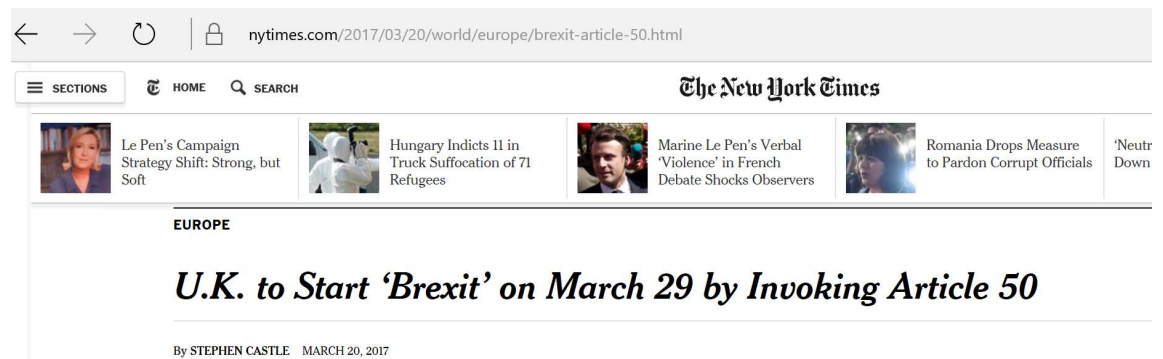 nytimes.com/2017/03/20/world/europe/brexit-article-50.html
SECTIONS HOME SEARCH
The New York Times
Le Pen's Campaign
Strategy Shift: Strong, but
Soft
Hungary Indicts 11 in
Truck Suffocation of 71
Refugees
Marine Le Pen's Verbal
‘Violence’ in French
Debate Shocks Observers
Romania Drops Measure
to Pardon Corrupt Officials
‘Neutr
Down
EUROPE
U.K. to Start ‘Brexit’ on March 29 by Invoking Article 50
By STEPHEN CASTLE MARCH 20, 2017